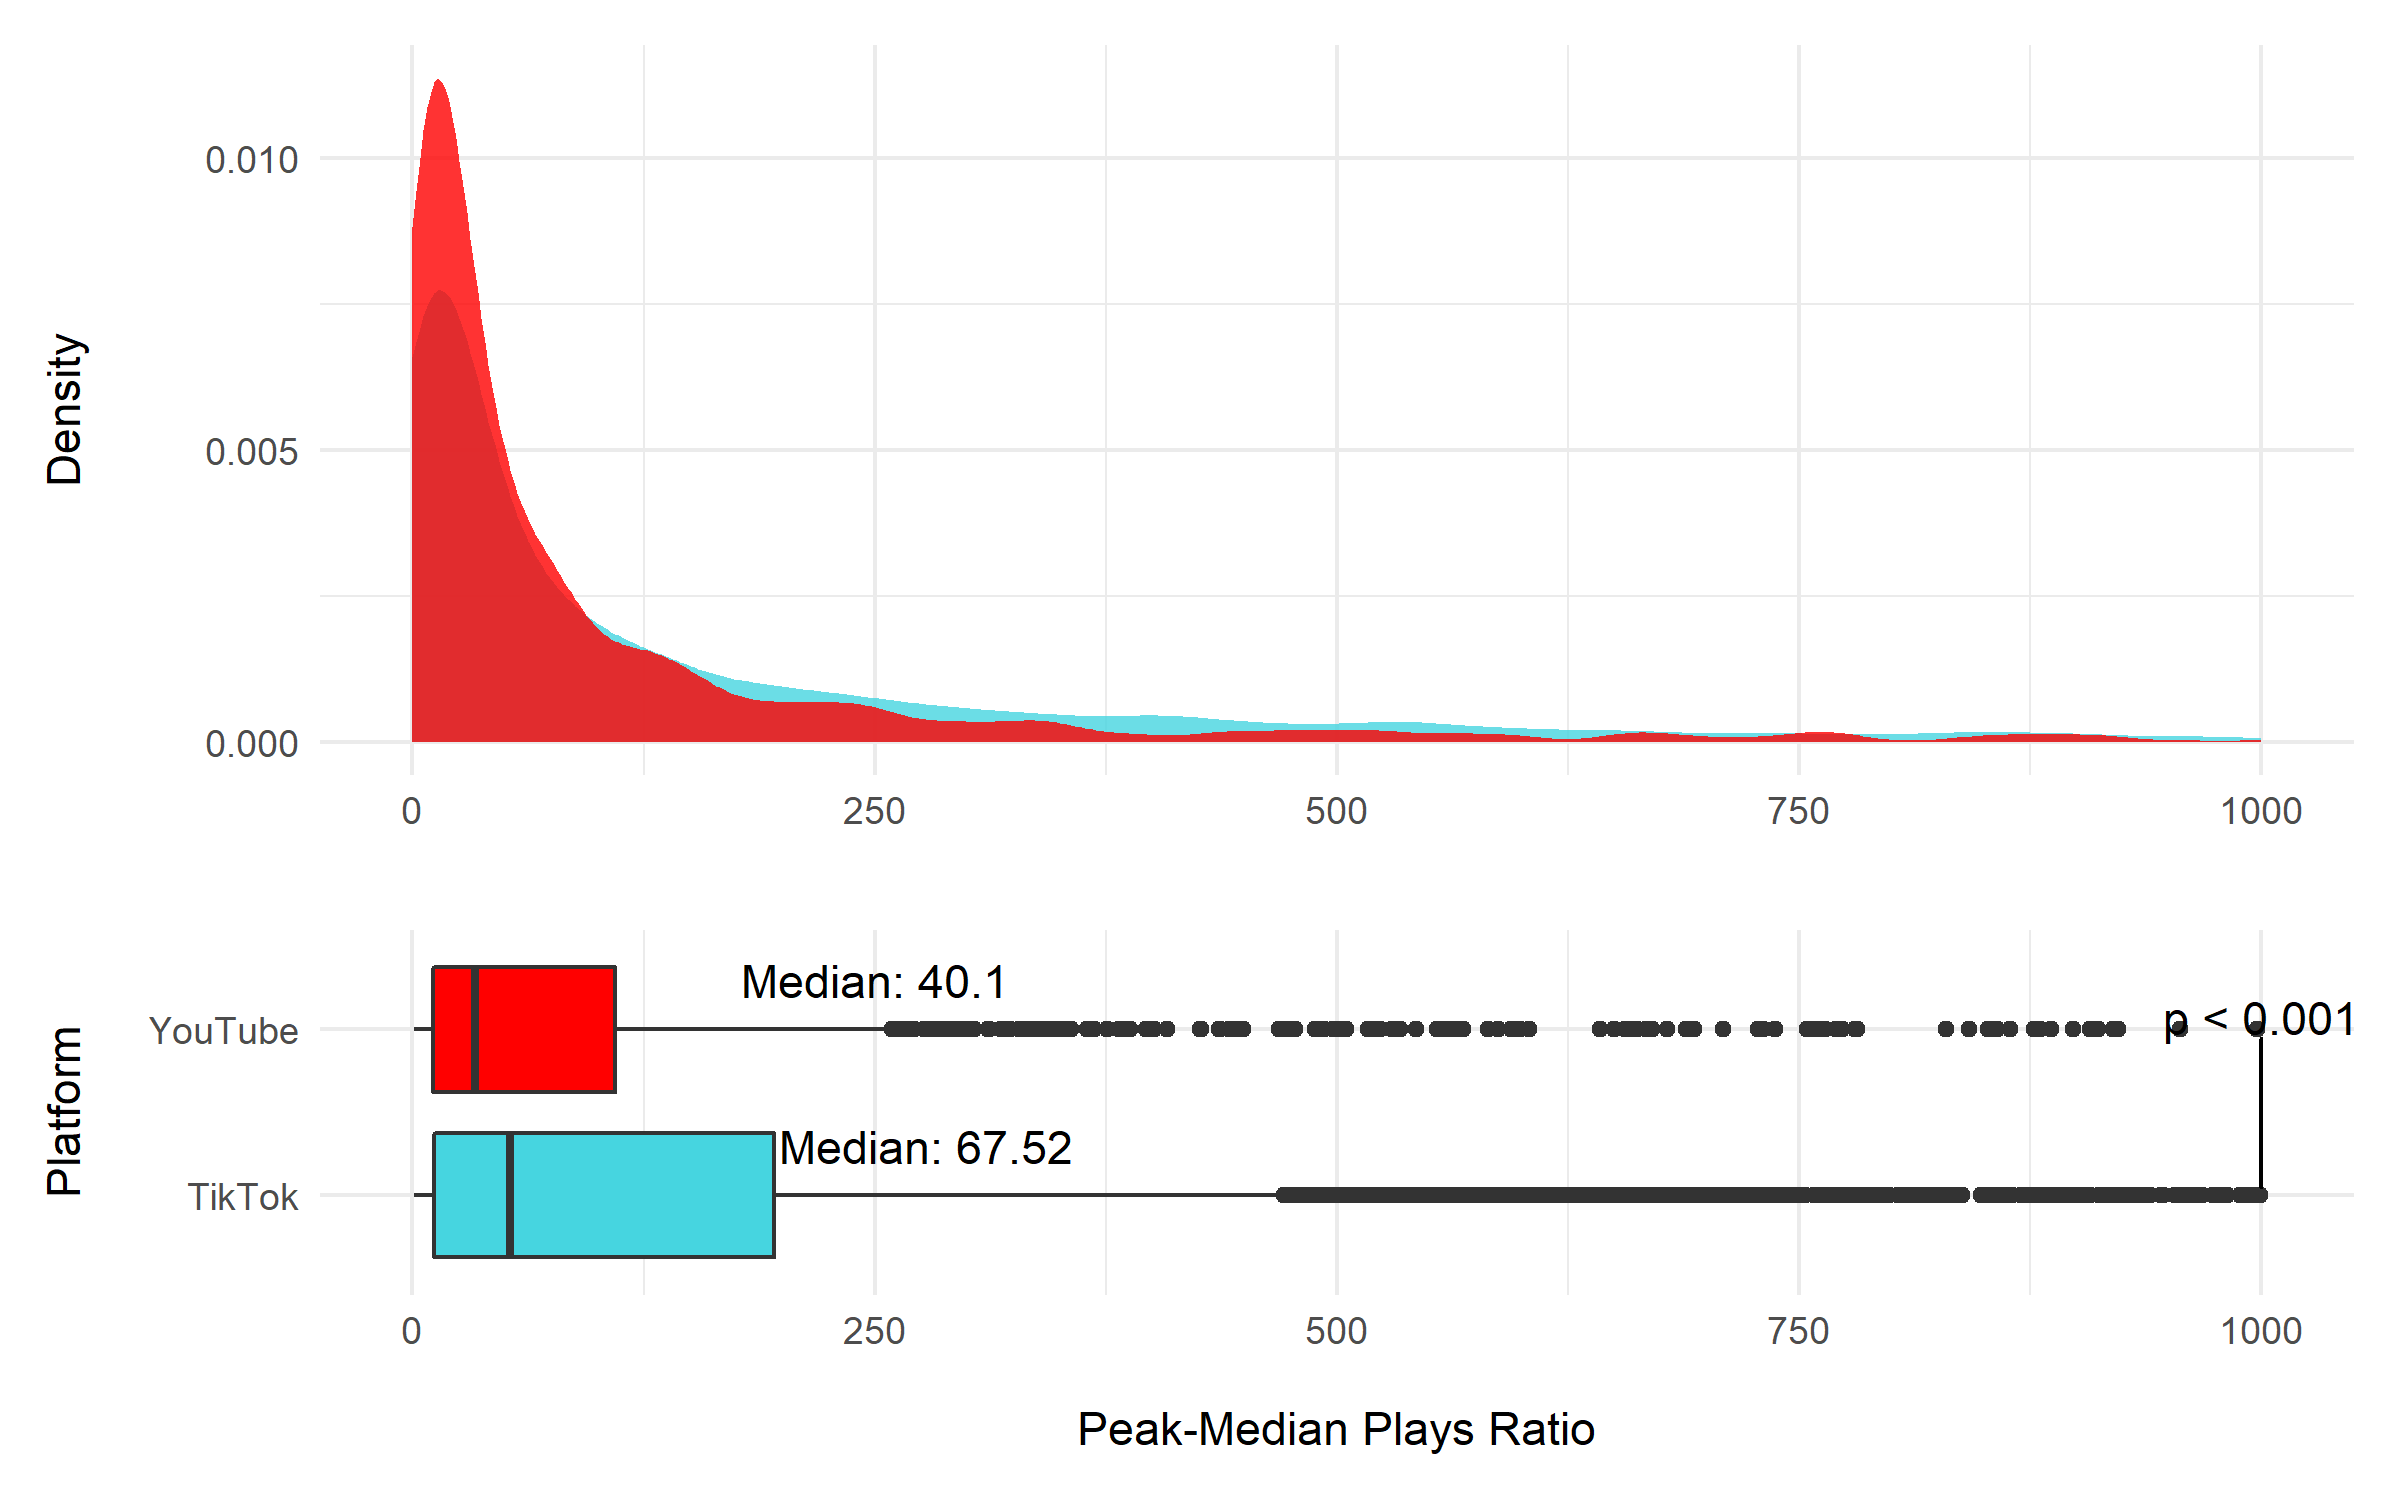 Density
0.010
0.005
0.000
0 250 500 750 1000
Platform
YouTube
Median: 40.1
p < 0.001
TikTok
Median: 67.52
0 250 500 750 1000
Peak-Median Plays Ratio